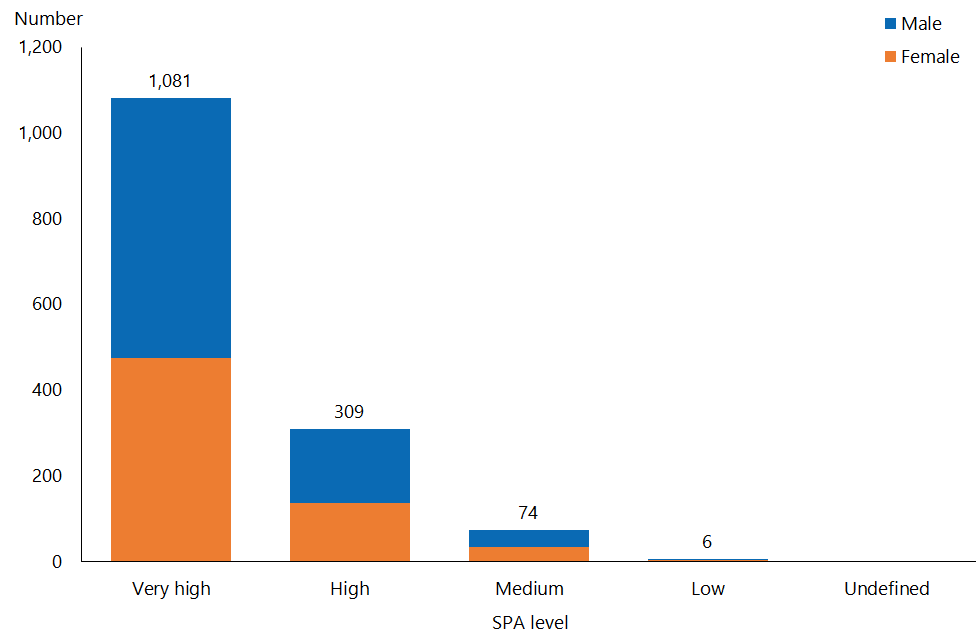 Number
Male
Female
1,200
1,000
800
600
400
200
0
1,081
309
74
6
Very high
High
Medium
Low
Undefined
SPA level